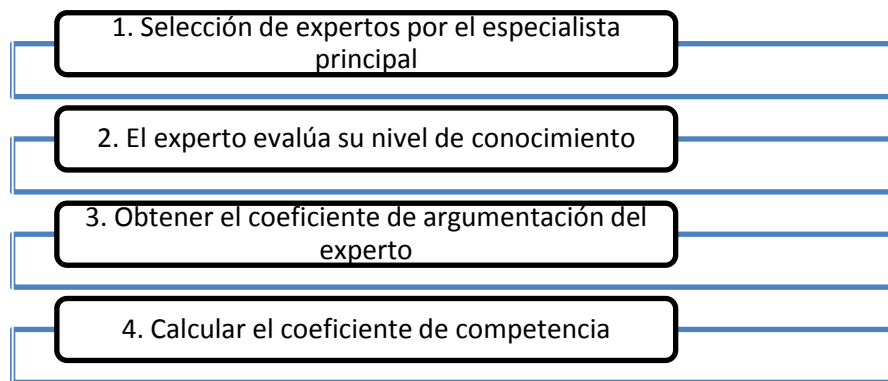 1. Selección de expertos por el especialista
principal
2. El experto evalúa su nivel de conocimiento
3. Obtener el coeficiente de argumentación del
experto
4. Calcular el coeficiente de competencia